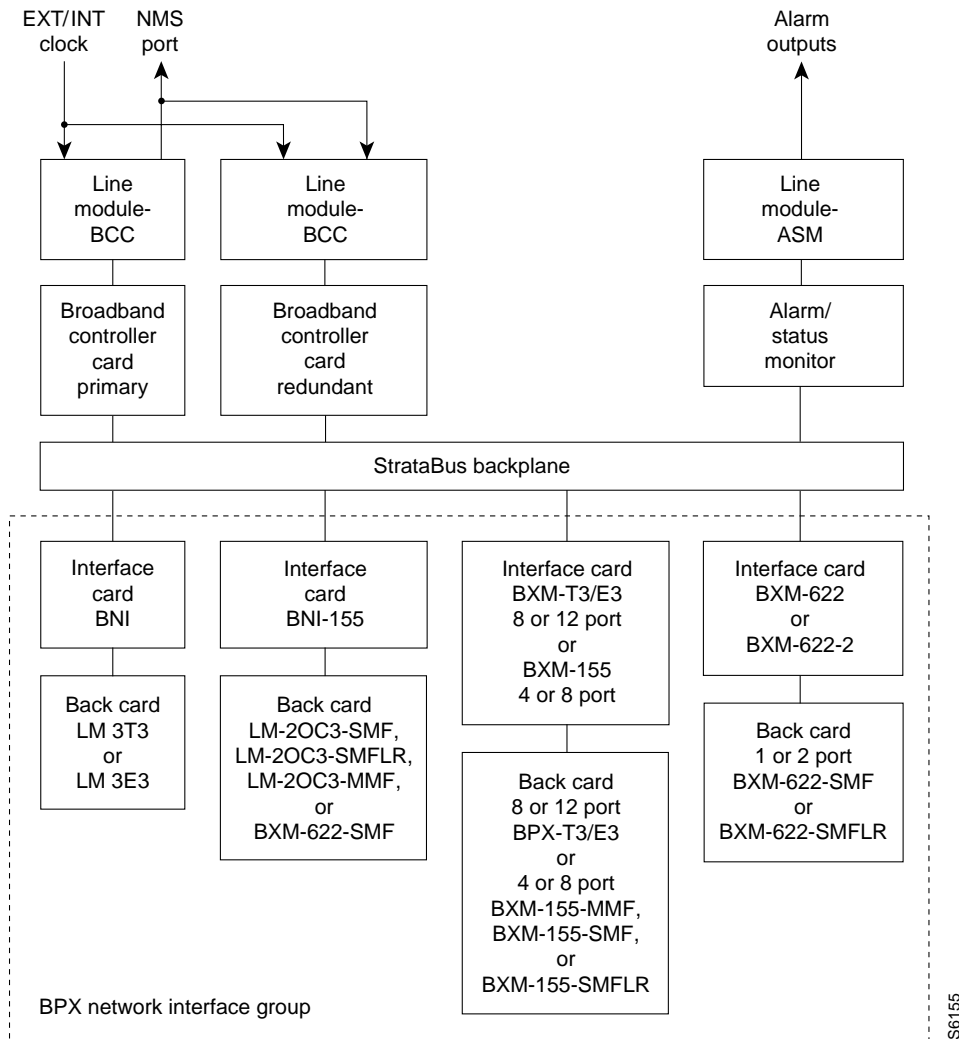 EXT/INT
clock
NMS
port
Alarm
outputs
Line
module-
BCC
Line
module-
BCC
Line
module-
ASM
Broadband
controller
card
primary
Broadband
controller
card
redundant
Alarm/
status
monitor
StrataBus backplane
Interface
card
BNI
Interface
card
BNI-155
Interface card
BXM-T3/E3
8 or 12 port
or
BXM-155
4 or 8 port
Interface card
BXM-622
or
BXM-622-2
Back card
LM 3T3
or
LM 3E3
Back card
LM-2OC3-SMF,
LM-2OC3-SMFLR,
LM-2OC3-MMF,
or
BXM-622-SMF
Back card
8 or 12 port
BPX-T3/E3
or
4 or 8 port
BXM-155-MMF,
BXM-155-SMF,
or
BXM-155-SMFLR
Back card
1 or 2 port
BXM-622-SMF
or
BXM-622-SMFLR
BPX network interface group
S6155